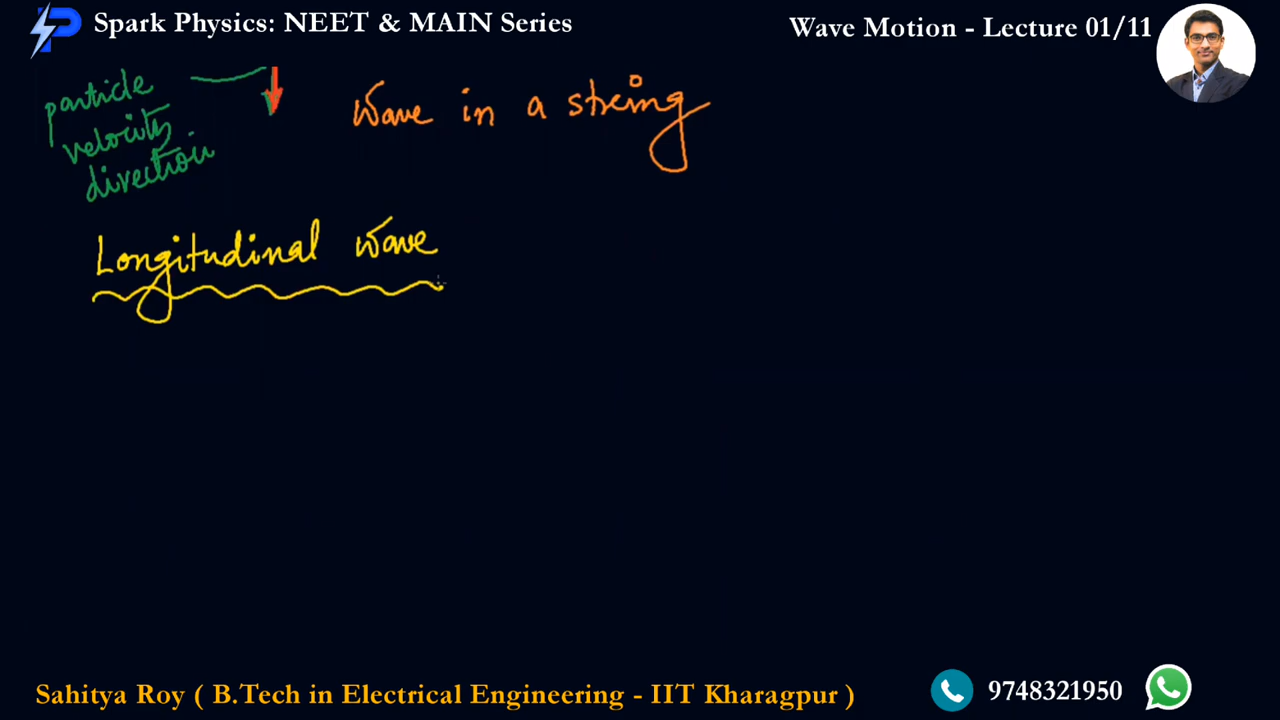 Spark Physics: NEET & MAIN Series
Wave Motion - Lecture 01/11
particle
velocity
direction
wave in a string
Longitudinal wave
Sahitya Roy ( B.Tech in Electrical Engineering - IIT Kharagpur )
9748321950